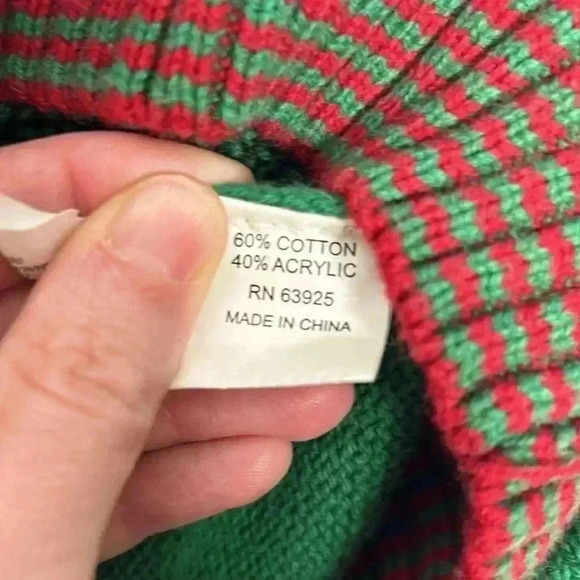 60% COTTON
40% ACRYLIC
RN 63925
MADE IN CHINA